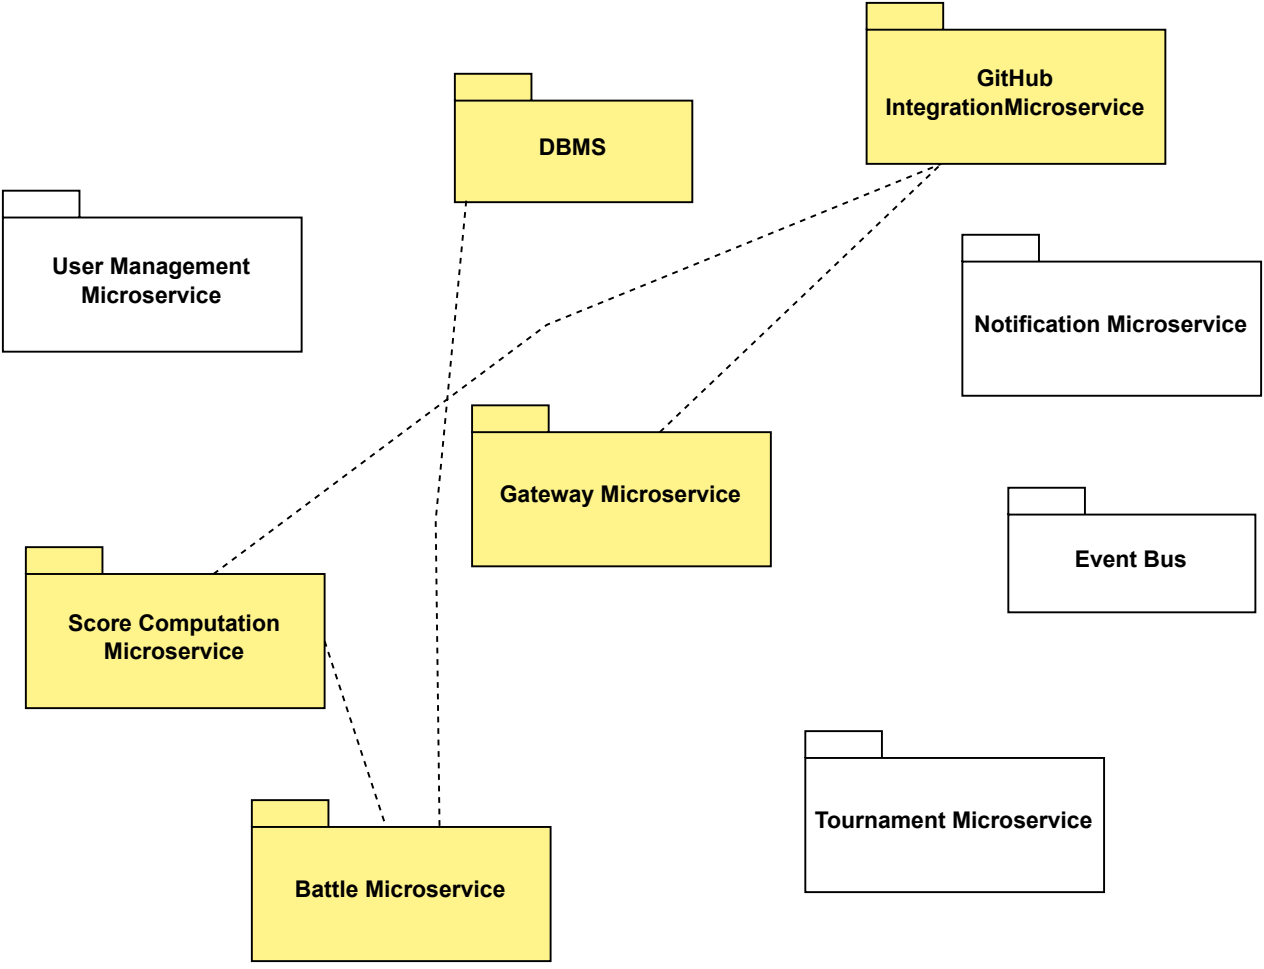 GitHub
IntegrationMicroservice
DBMS
User Management
Microservice
Notification Microservice
Gateway Microservice
Event Bus
Score Computation
Microservice
Tournament Microservice
Battle Microservice